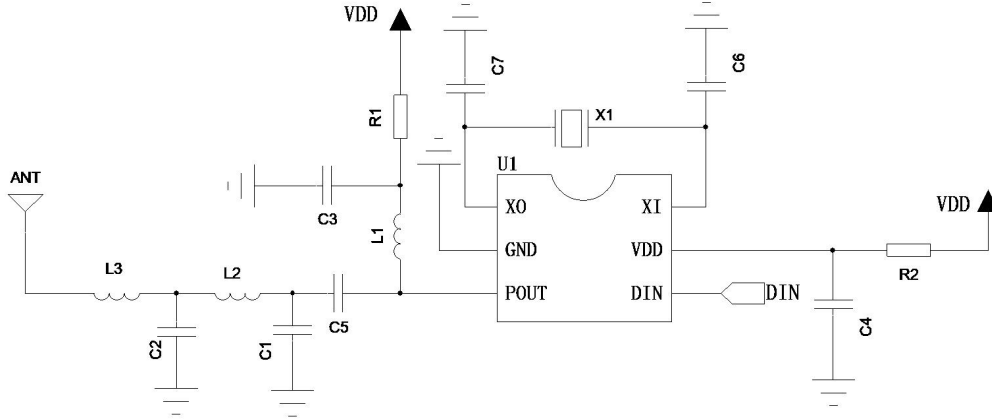 VDD
C7
C6
R1
X1
U1
ANT
C3
XO
XI
VDD
L1
GND
VDD
R2
L3
L2
C5
POUT
DIN
DIN
C2
C1
C4